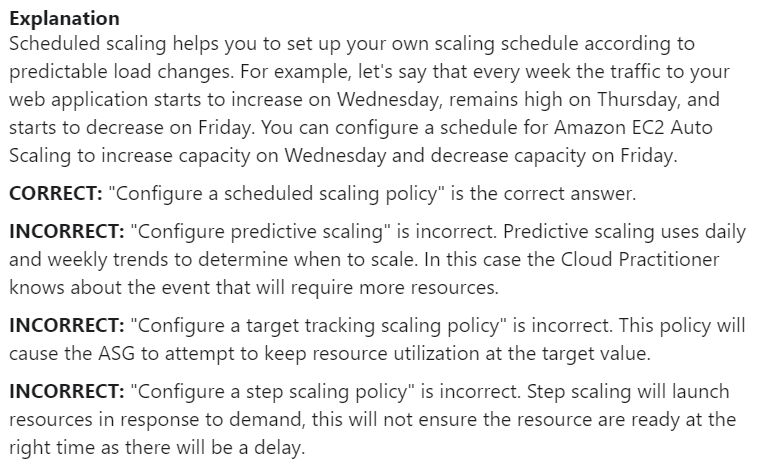 Explanation
Scheduled scaling helps you to set up your own scaling schedule according to
predictable load changes. For example, let's say that every week the traffic to your
web application starts to increase on Wednesday, remains high on Thursday, and
starts to decrease on Friday. You can configure a schedule for Amazon EC2 Auto
Scaling to increase capacity on Wednesday and decrease capacity on Friday.
CORRECT: "Configure a scheduled scaling policy" is the correct answer.
INCORRECT: "Configure predictive scaling" is incorrect. Predictive scaling uses daily
and weekly trends to determine when to scale. In this case the Cloud Practitioner
knows about the event that will require more resources.
INCORRECT: "Configure a target tracking scaling policy" is incorrect. This policy will
cause the ASG to attempt to keep resource utilization at the target value.
INCORRECT: "Configure a step scaling policy" is incorrect. Step scaling will launch
resources in response to demand, this will not ensure the resource are ready at the
right time as there will be a delay.